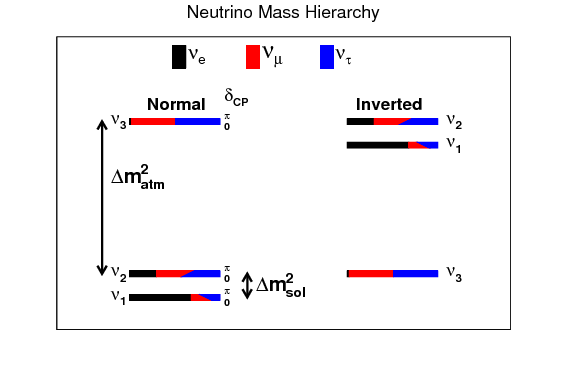 Neutrino Mass Hierarchy
νe νμ ντ
Normal δCP Inverted
ν3 π 0 ν2
ν1
Δm²atm
ν2 π 0 Δm²sol ν3
ν1 π 0